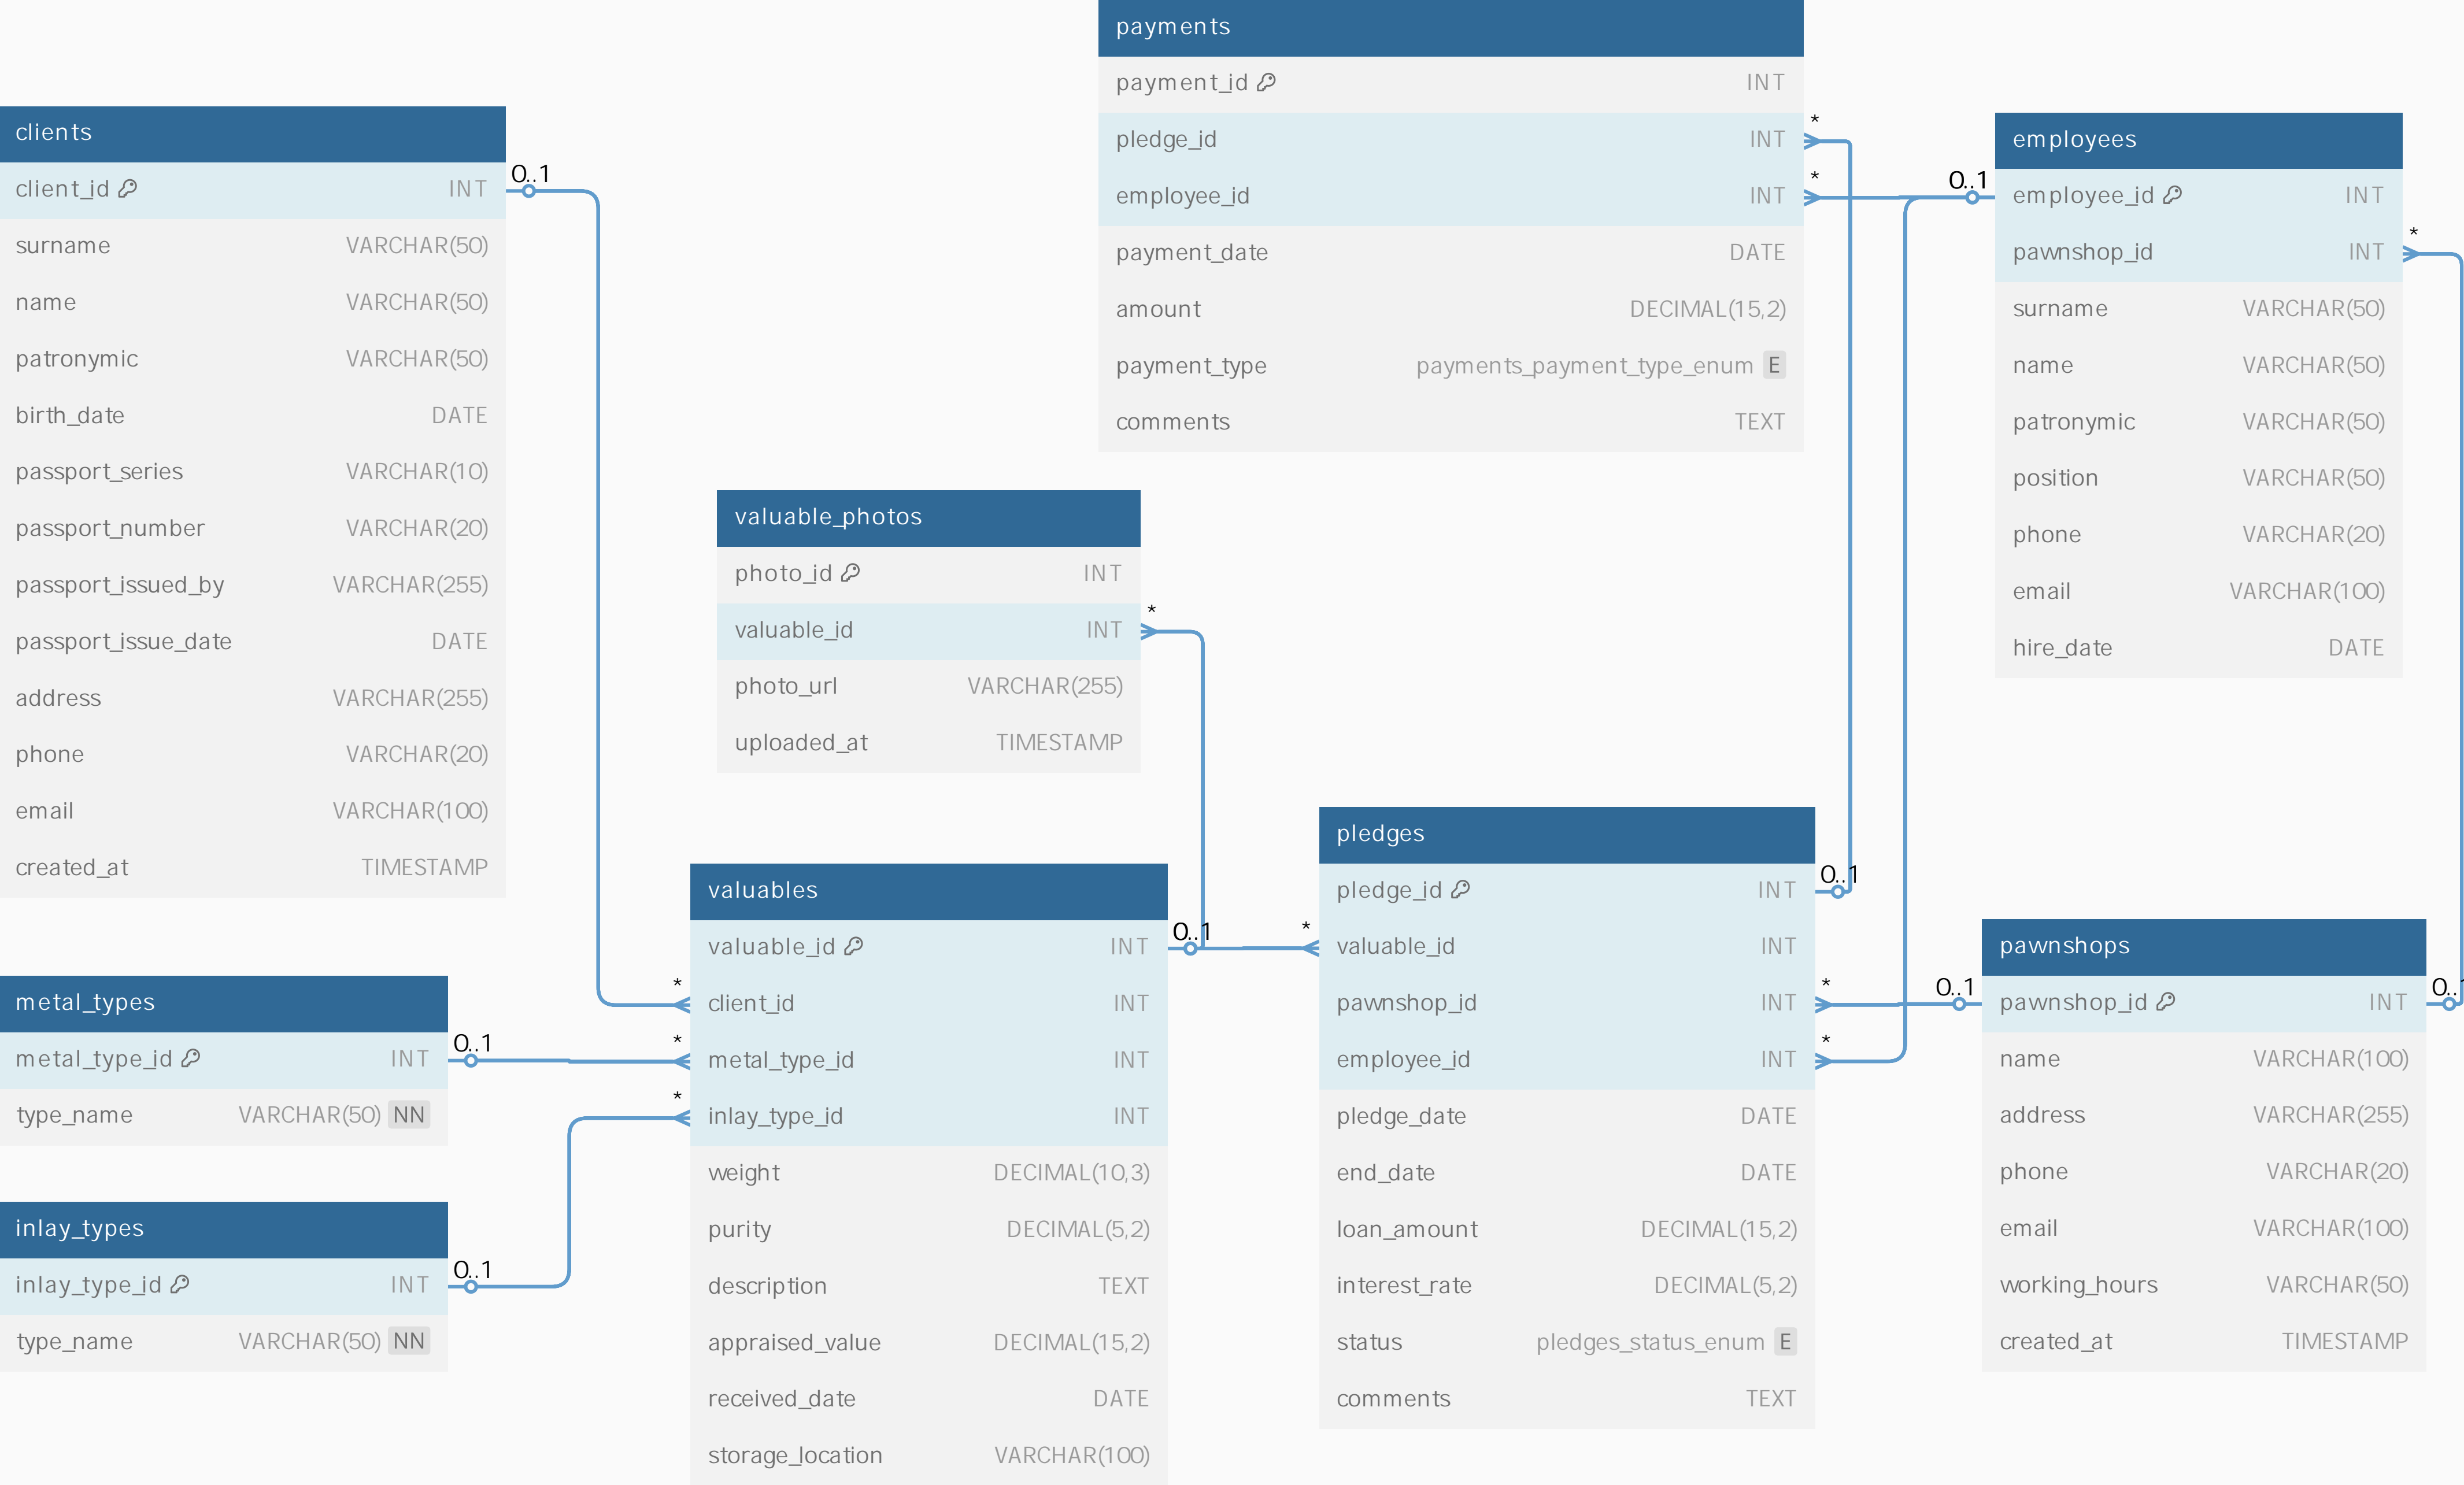 payments
payment_id INT
* pledge_id INT
* employee_id INT
payment_date DATE
amount DECIMAL(15,2)
payment_type payments_payment_type_enum E
comments TEXT
clients
client_id INT 0..1
surname VARCHAR(50)
name VARCHAR(50)
patronymic VARCHAR(50)
birth_date DATE
passport_series VARCHAR(10)
passport_number VARCHAR(20)
passport_issued_by VARCHAR(255)
passport_issue_date DATE
address VARCHAR(255)
phone VARCHAR(20)
email VARCHAR(100)
created_at TIMESTAMP
employees
0..1 employee_id INT
pawnshop_id INT *
surname VARCHAR(50)
name VARCHAR(50)
patronymic VARCHAR(50)
position VARCHAR(50)
phone VARCHAR(20)
email VARCHAR(100)
hire_date DATE
valuable_photos
photo_id INT
valuable_id INT *
photo_url VARCHAR(255)
uploaded_at TIMESTAMP
metal_types
metal_type_id INT 0..1
type_name VARCHAR(50) NN
inlay_types
inlay_type_id INT 0..1
type_name VARCHAR(50) NN
valuables
valuable_id INT 0..1
* client_id INT
* metal_type_id INT
* inlay_type_id INT
weight DECIMAL(10,3)
purity DECIMAL(5,2)
description TEXT
appraised_value DECIMAL(15,2)
received_date DATE
storage_location VARCHAR(100)
pledges
pledge_id INT 0..1
* valuable_id INT
pawnshop_id INT *
employee_id INT *
pledge_date DATE
end_date DATE
loan_amount DECIMAL(15,2)
interest_rate DECIMAL(5,2)
status pledges_status_enum E
comments TEXT
pawnshops
0..1 pawnshop_id INT 0..
name VARCHAR(100)
address VARCHAR(255)
phone VARCHAR(20)
email VARCHAR(100)
working_hours VARCHAR(50)
created_at TIMESTAMP